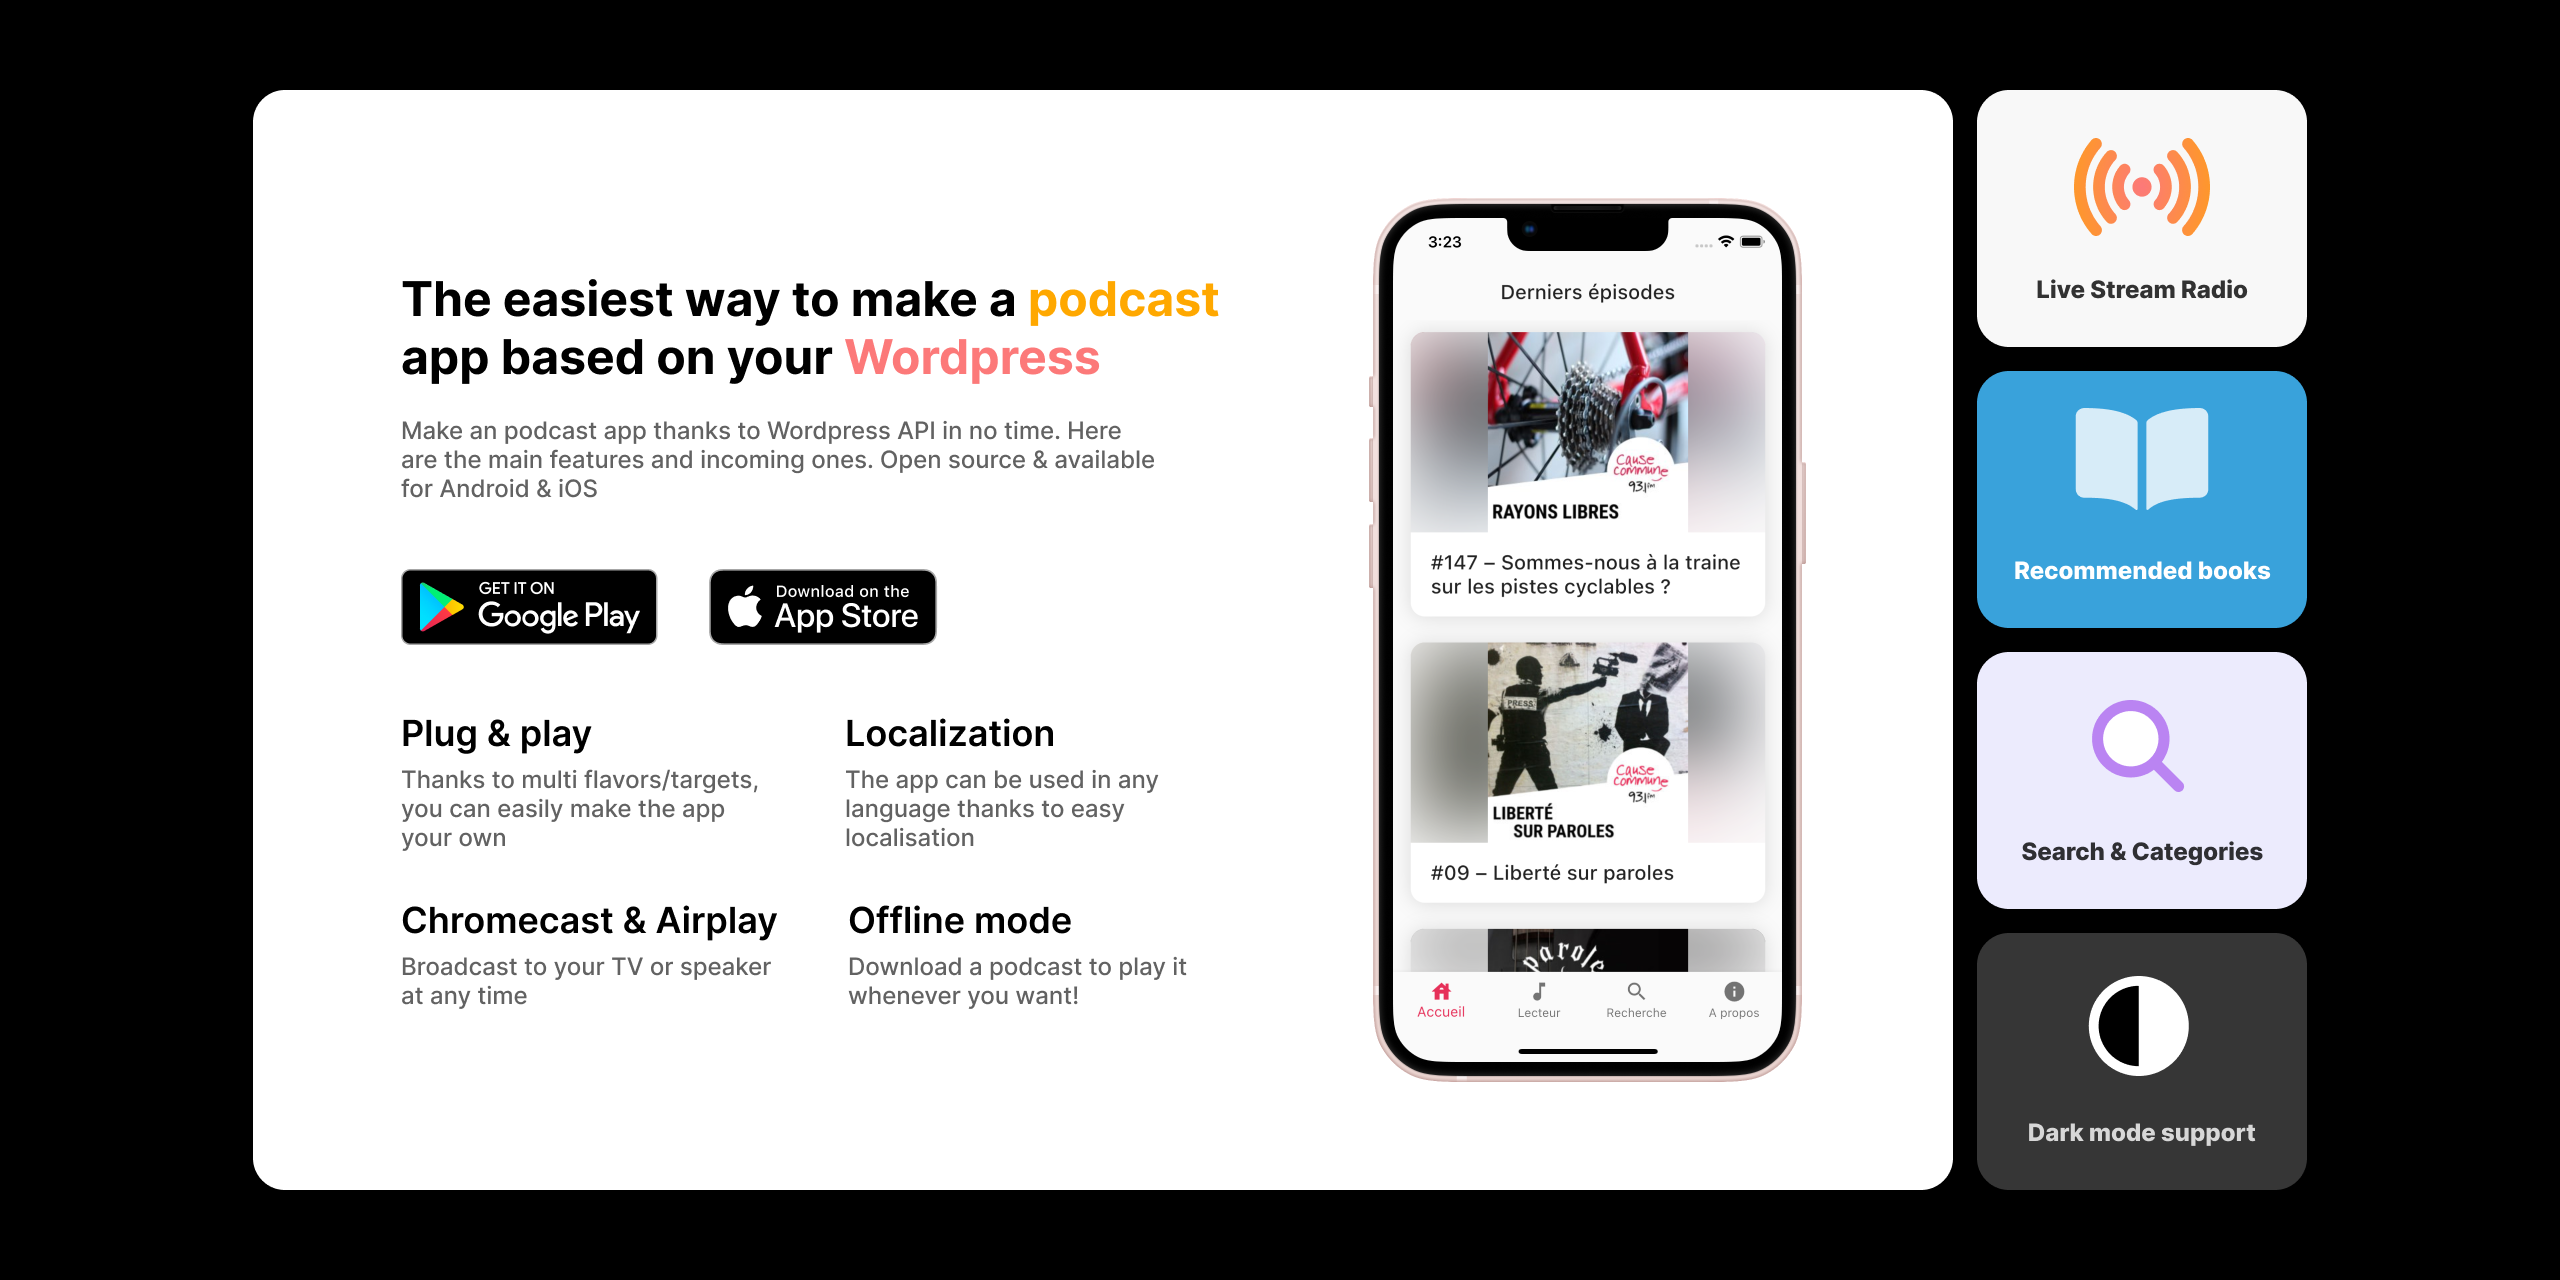 The easiest way to make a podcast
app based on your Wordpress
Make an podcast app thanks to Wordpress API in no time. Here
are the main features and incoming ones. Open source & available
for Android & iOS
GET IT ON
Google Play
Download on the
App Store
Plug & play
Thanks to multi flavors/targets,
you can easily make the app
your own
Localization
The app can be used in any
language thanks to easy
localisation
Chromecast & Airplay
Broadcast to your TV or speaker
at any time
Offline mode
Download a podcast to play it
whenever you want!
3:23
Derniers épisodes
Cause
commune
93.1 fm
RAYONS LIBRES
#147 – Sommes-nous à la traine
sur les pistes cyclables ?
PRESS
Cause
commune
93.1 fm
LIBERTÉ
SUR PAROLES
#09 – Liberté sur paroles
parole
Accueil
Lecteur
Recherche
A propos
Live Stream Radio
Recommended books
Search & Categories
Dark mode support